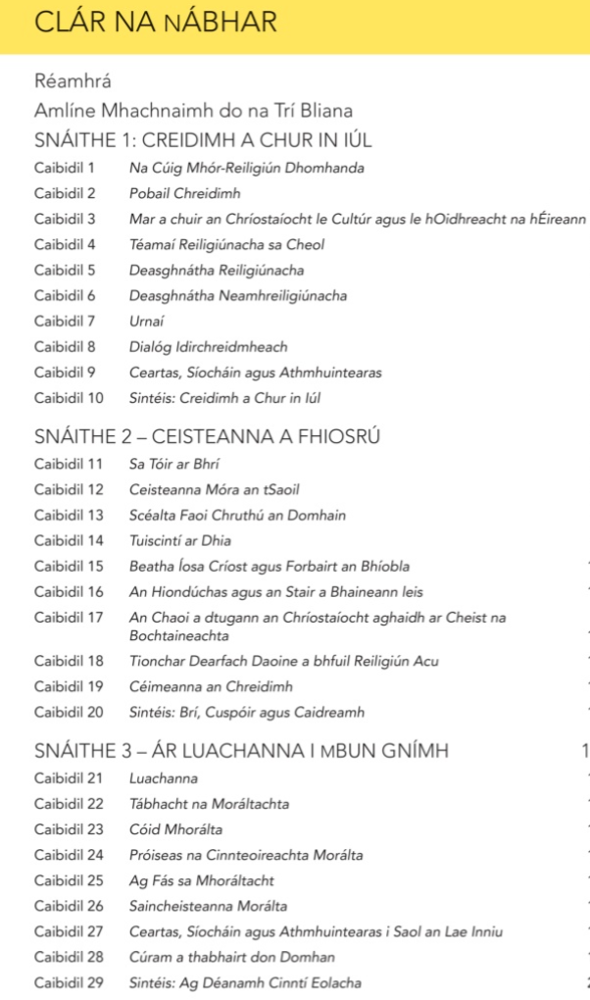 CLÁR NA nÁBHAR
Réamhrá
Amlíne Mhachnaimh do na Trí Bliana
SNÁITHE 1: CREIDIMH A CHUR IN IÚL
Caibidil 1 Na Cúig Mhór-Reiligiún Dhomhanda
Caibidil 2 Pobail Chreidimh
Caibidil 3 Mar a chuir an Chríostaíocht le Cultúr agus le hOidhreacht na hÉireann
Caibidil 4 Téamaí Reiligiúnacha sa Cheol
Caibidil 5 Deasghnátha Reiligiúnacha
Caibidil 6 Deasghnátha Neamhreiligiúnacha
Caibidil 7 Urnaí
Caibidil 8 Dialóg Idirchreidmheach
Caibidil 9 Ceartas, Síocháin agus Athmhuintearas
Caibidil 10 Sintéis: Creidimh a Chur in Iúl
SNÁITHE 2 – CEISTEANNA A FHIOSRÚ
Caibidil 11 Sa Tóir ar Bhrí
Caibidil 12 Ceisteanna Móra an tSaoil
Caibidil 13 Scéalta Faoi Chruthú an Domhain
Caibidil 14 Tuiscintí ar Dhia
Caibidil 15 Beatha Íosa Críost agus Forbairt an Bhíobla
Caibidil 16 An Hiondúchas agus an Stair a Bhaineann leis
Caibidil 17 An Chaoi a dtugann an Chríostaíocht aghaidh ar Cheist na
Bochtaineachta
Caibidil 18 Tionchar Dearfach Daoine a bhfuil Reiligiún Acu
Caibidil 19 Céimeanna an Chreidimh
Caibidil 20 Sintéis: Brí, Cuspóir agus Caidreamh
SNÁITHE 3 – ÁR LUACHANNA I mBUN GNÍMH 1
Caibidil 21 Luachanna
Caibidil 22 Tábhacht na Moráltachta
Caibidil 23 Cóid Mhorálta
Caibidil 24 Próiseas na Cinnteoireachta Morálta
Caibidil 25 Ag Fás sa Mhoráltacht
Caibidil 26 Saincheisteanna Morálta
Caibidil 27 Ceartas, Síocháin agus Athmhuintearas i Saol an Lae Inniu
Caibidil 28 Cúram a thabhairt don Domhan
Caibidil 29 Sintéis: Ag Déanamh Cinntí Eolacha